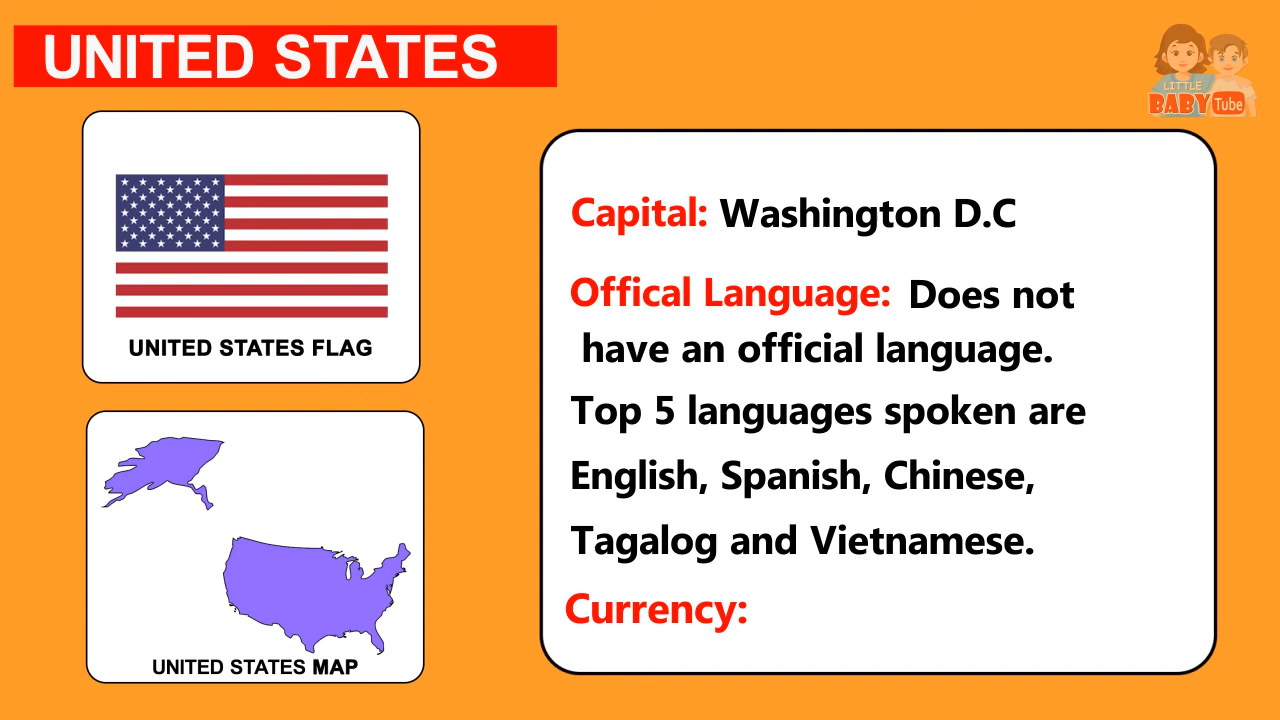 UNITED STATES
LITTLE
BABY Tube
UNITED STATES FLAG
Capital: Washington D.C
Offical Language: Does not
have an official language.
Top 5 languages spoken are
English, Spanish, Chinese,
Tagalog and Vietnamese.
Currency:
UNITED STATES MAP